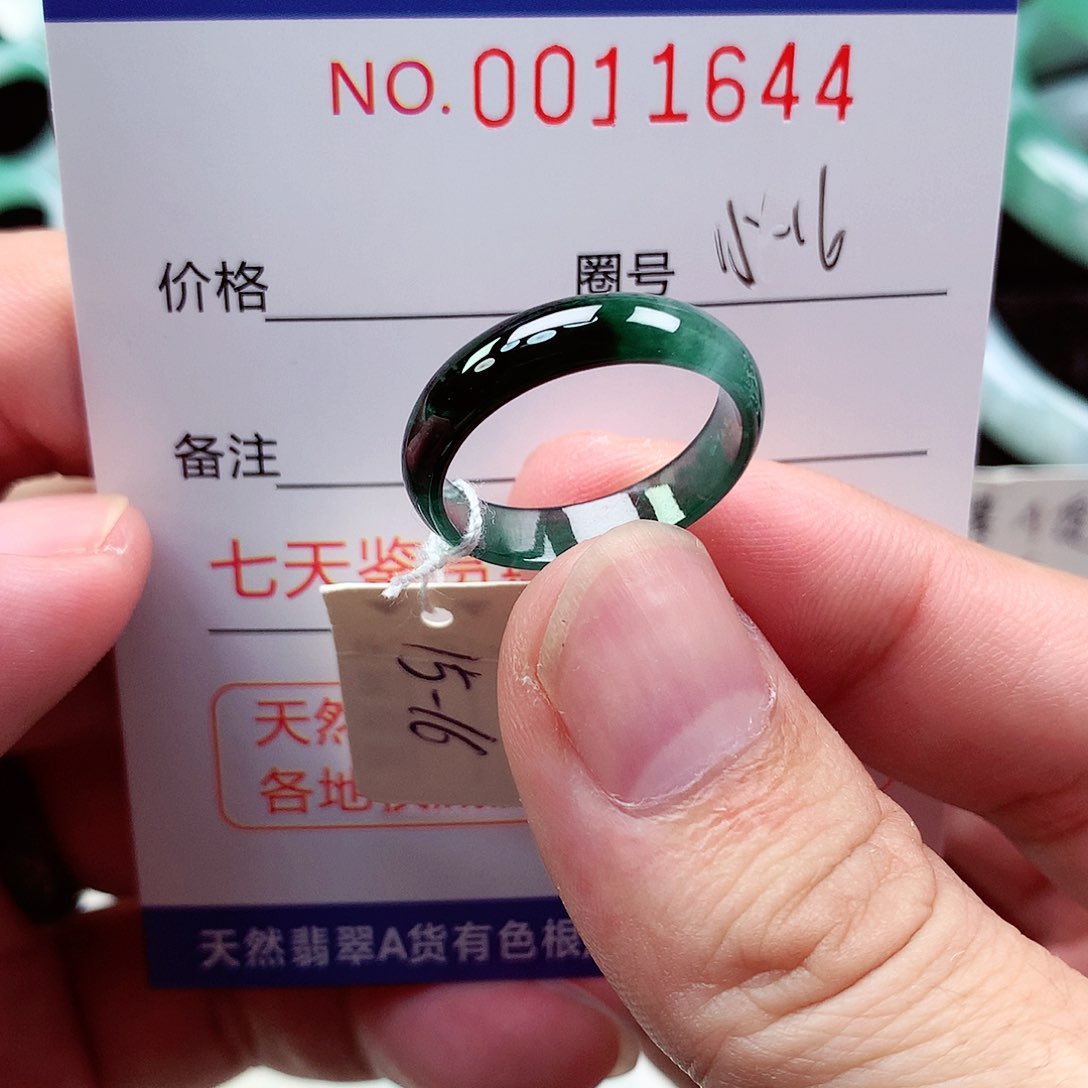 NO.0011644
价格 圈号 15-16
备注
七天鉴
15-16
天然
各地
天然翡翠A货有色根